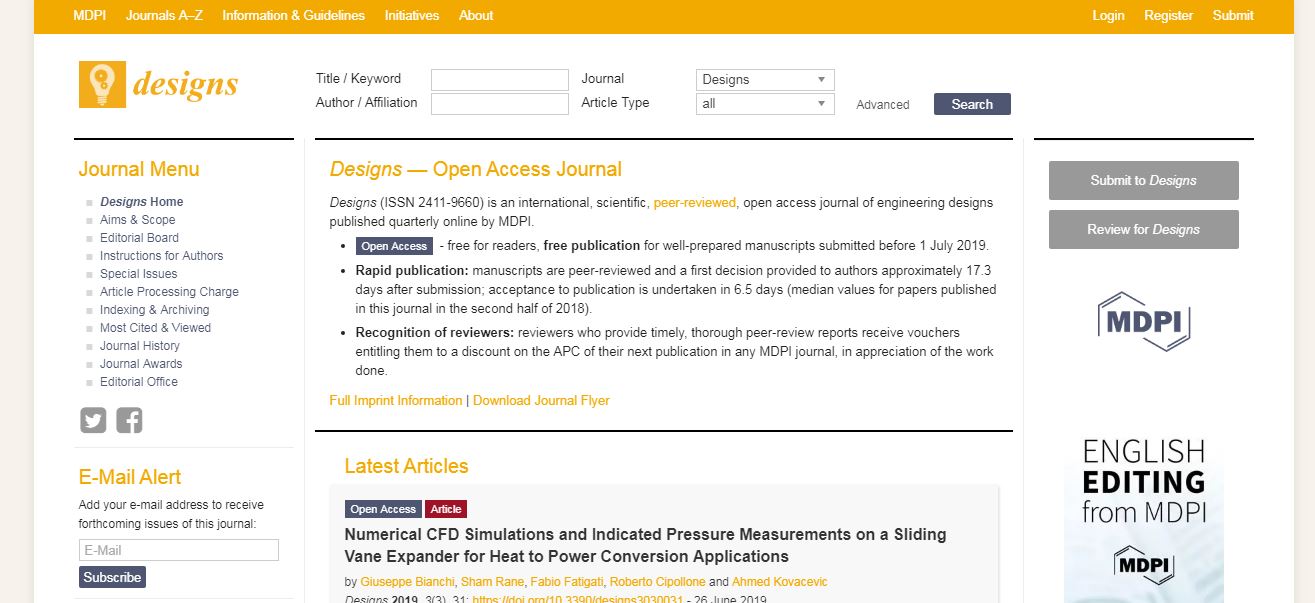 MDPI Journals A–Z Information & Guidelines Initiatives About Login Register Submit
designs
Title / Keyword Journal Designs
Author / Affiliation Article Type all Advanced Search
Journal Menu
Designs Home
Aims & Scope
Editorial Board
Instructions for Authors
Special Issues
Article Processing Charge
Indexing & Archiving
Most Cited & Viewed
Journal History
Journal Awards
Editorial Office
E-Mail Alert
Add your e-mail address to receive
forthcoming issues of this journal:
E-Mail
Subscribe
Designs — Open Access Journal
Designs (ISSN 2411-9660) is an international, scientific, peer-reviewed, open access journal of engineering designs
published quarterly online by MDPI.
• Open Access - free for readers, free publication for well-prepared manuscripts submitted before 1 July 2019.
• Rapid publication: manuscripts are peer-reviewed and a first decision provided to authors approximately 17.3
days after submission; acceptance to publication is undertaken in 6.5 days (median values for papers published
in this journal in the second half of 2018).
• Recognition of reviewers: reviewers who provide timely, thorough peer-review reports receive vouchers
entitling them to a discount on the APC of their next publication in any MDPI journal, in appreciation of the work
done.
Full Imprint Information | Download Journal Flyer
Latest Articles
Open Access Article
Numerical CFD Simulations and Indicated Pressure Measurements on a Sliding
Vane Expander for Heat to Power Conversion Applications
by Giuseppe Bianchi, Sham Rane, Fabio Fatigati, Roberto Cipollone and Ahmed Kovacevic
Designs 2019, 3(3), 31; https://doi.org/10.3390/designs3030031 - 26 June 2019
Submit to Designs
Review for Designs
MDPI
ENGLISH
EDITING
from MDPI
MDPI